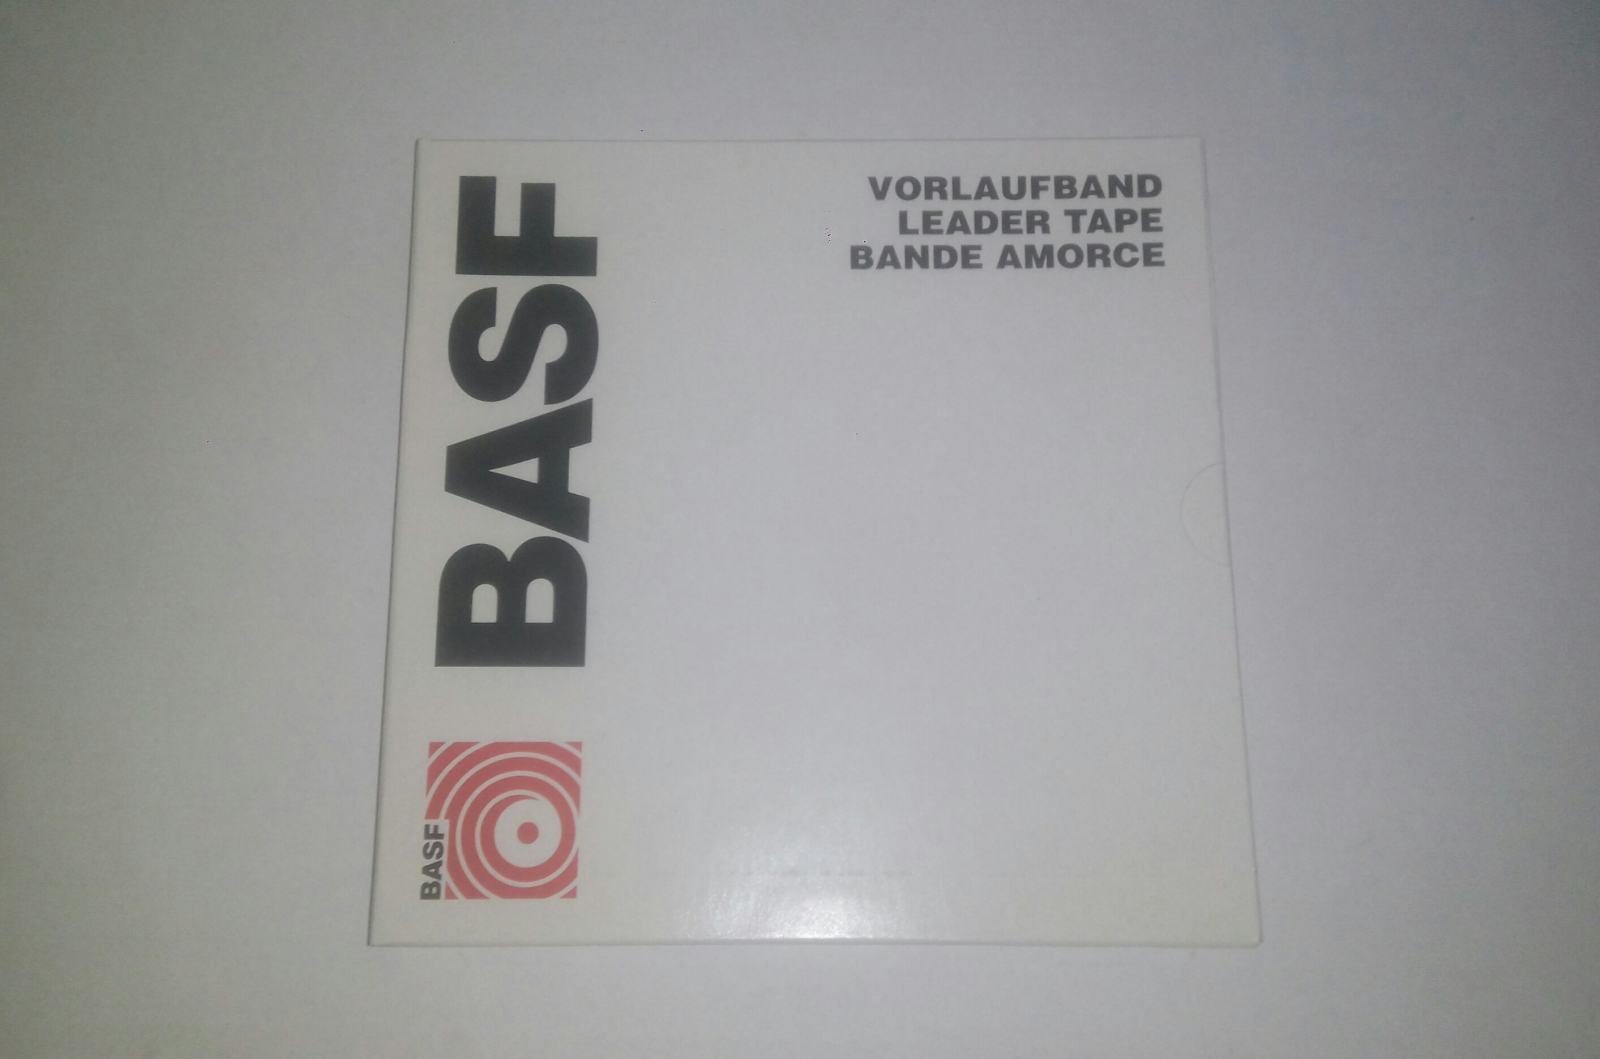 BASF
VORLAUFBAND
LEADER TAPE
BANDE AMORCE
BASF